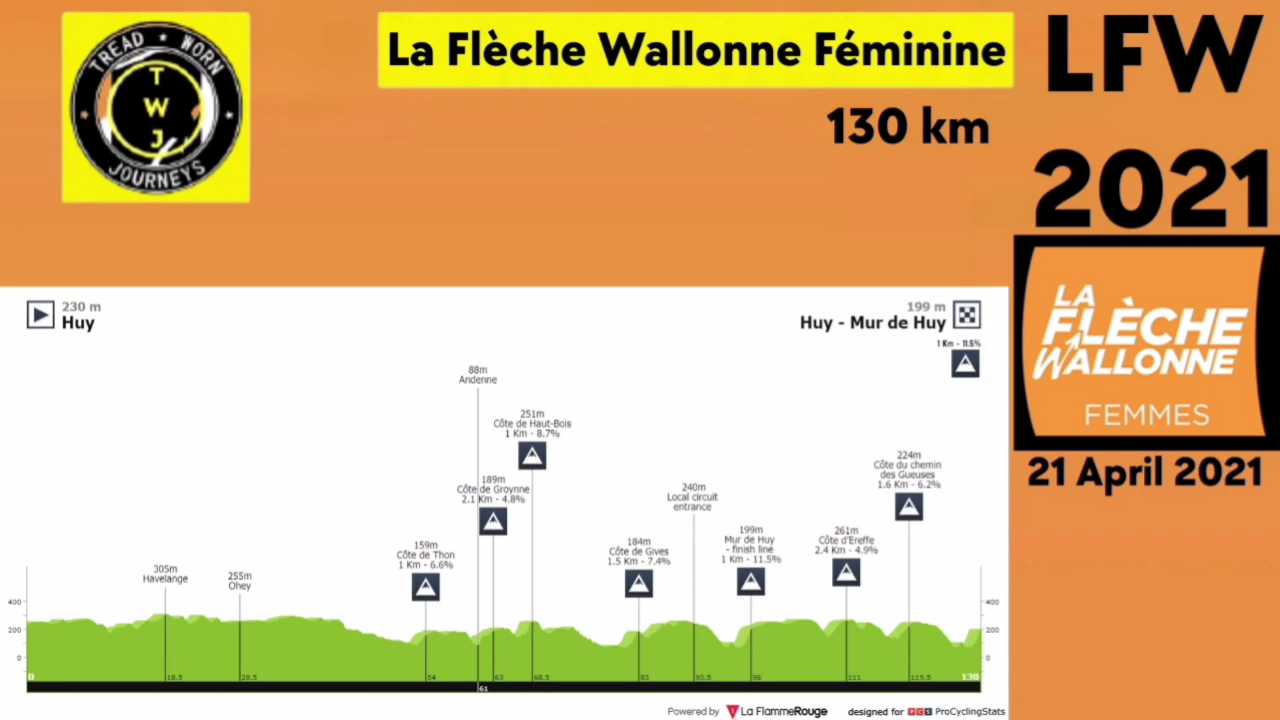 TREAD ★ WORN
T
W
J
JOURNEYS
La Flèche Wallonne Féminine
130 km
LFW
2021
LA
FLÈCHE
WALLONNE
FEMMES
21 April 2021
230 m
Huy
199 m
Huy - Mur de Huy
1 Km - 11.5%
88m
Andenne
251m
Côte de Haut-Bois
1 Km - 8.7%
189m
Côte de Groynne
2.1 Km - 4.8%
224m
Côte du chemin
des Gueuses
1.6 Km - 6.2%
240m
Local circuit
entrance
159m
Côte de Thon
1 Km - 6.6%
184m
Côte de Gives
1.5 Km - 7.4%
199m
Mur de Huy
- finish line
1 Km - 11.5%
261m
Côte d'Ereffe
2.4 Km - 4.9%
305m
Havelange
255m
Ohey
400
200
0
400
200
0
0
18.5
28.5
54
61
63
68.5
83
90.5
98
111
119.5
130
Powered by La FlammeRouge
designed for PCS ProCyclingStats